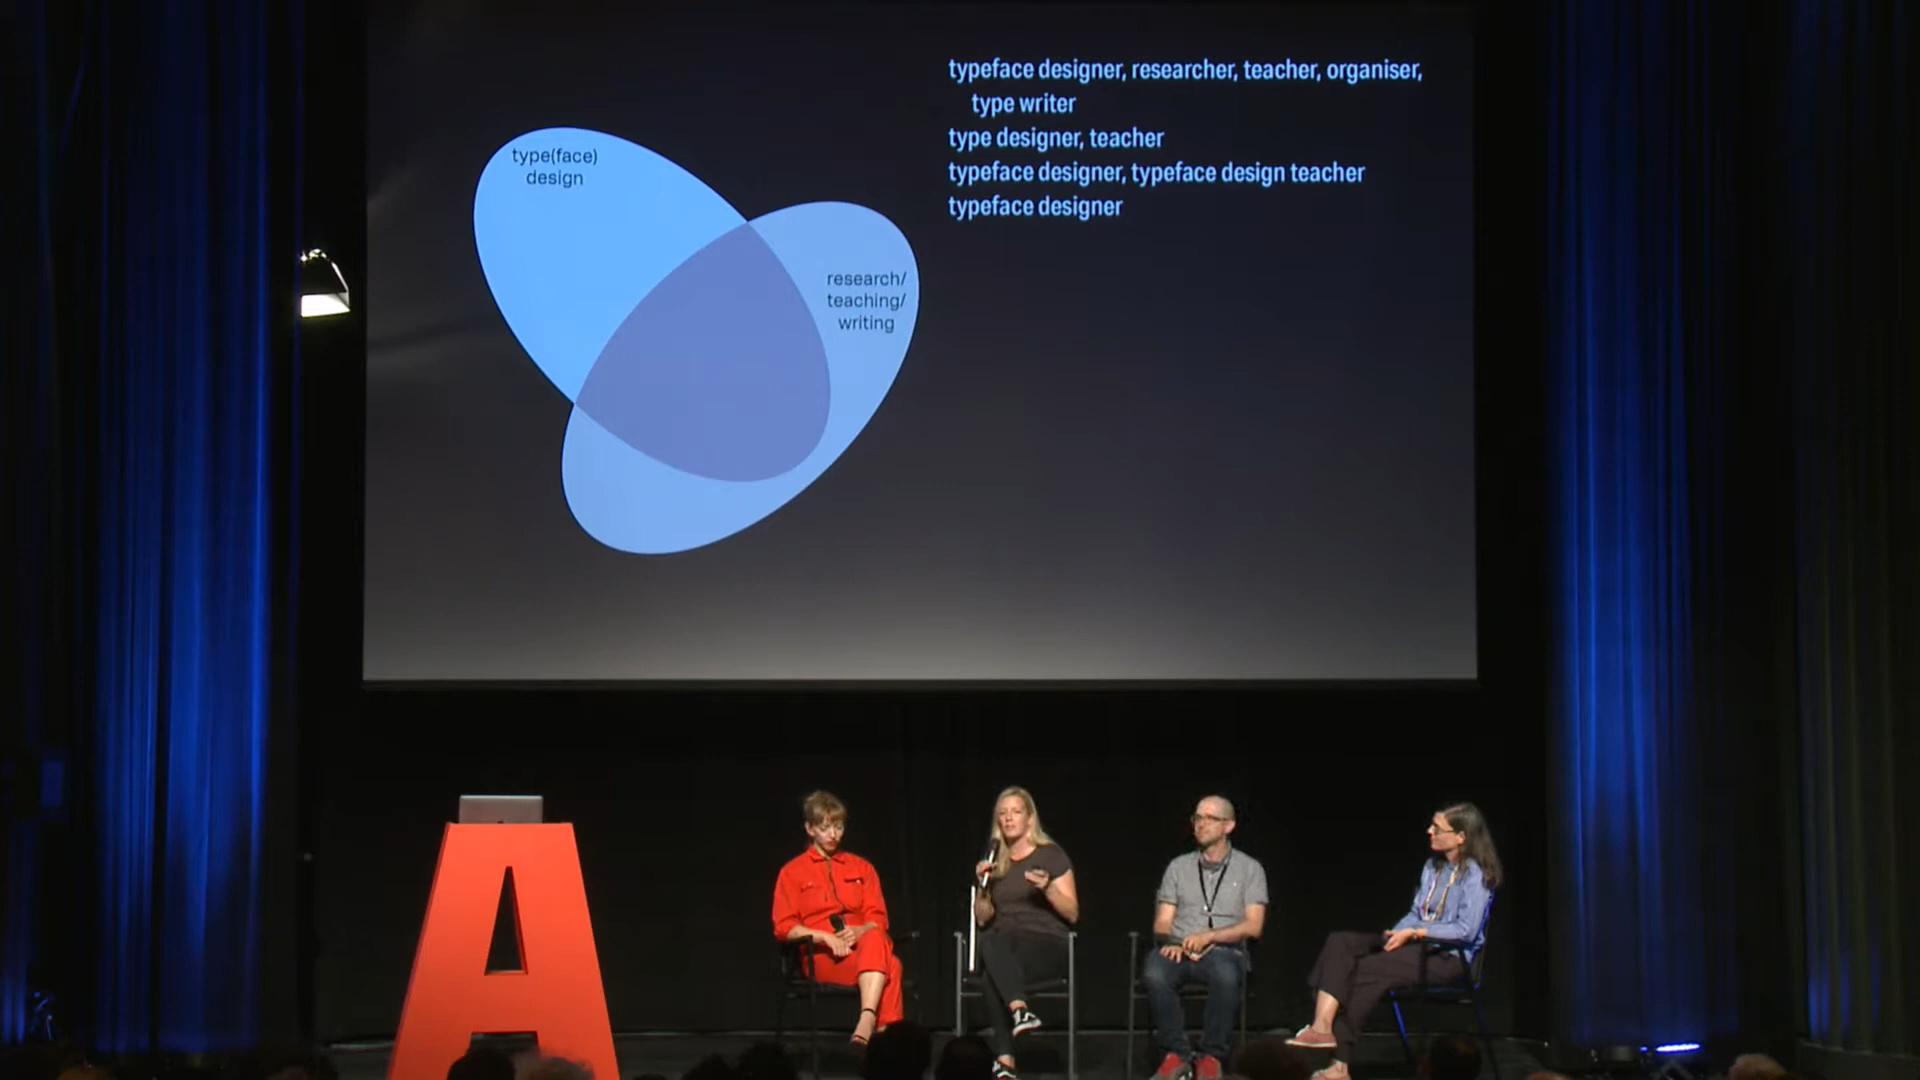 type(face)
design
research/
teaching/
writing
typeface designer, researcher, teacher, organiser,
type writer
type designer, teacher
typeface designer, typeface design teacher
typeface designer
A